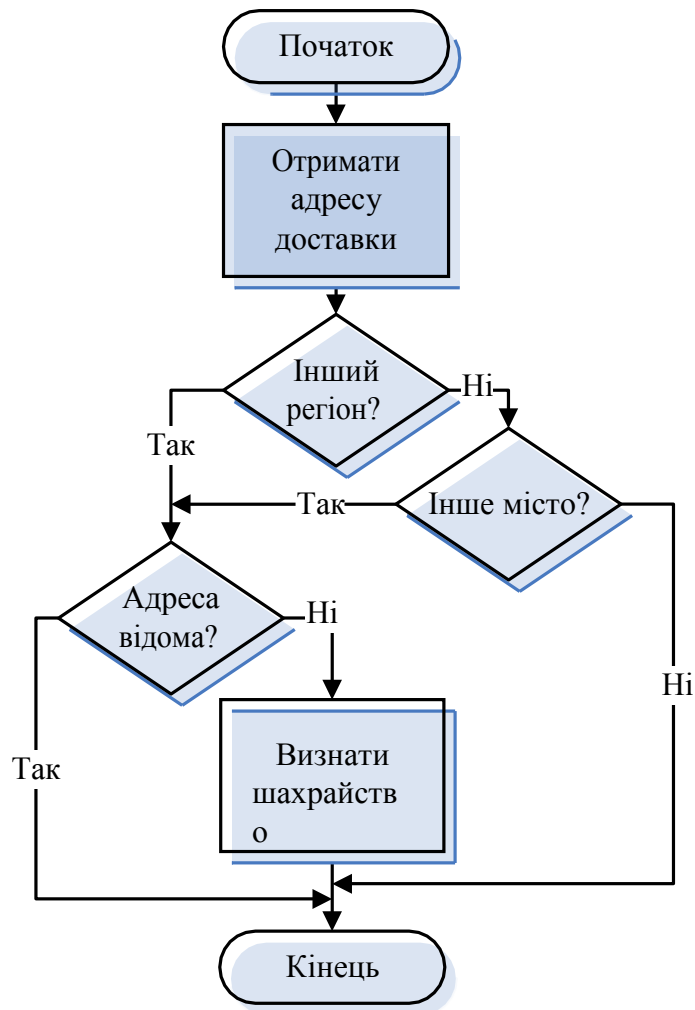 Початок
Отримати
адресу
доставки
Інший
регіон?
Ні
Так
Так
Інше місто?
Адреса
відома?
Ні
Ні
Так
Визнати
шахрайств
о
Кінець